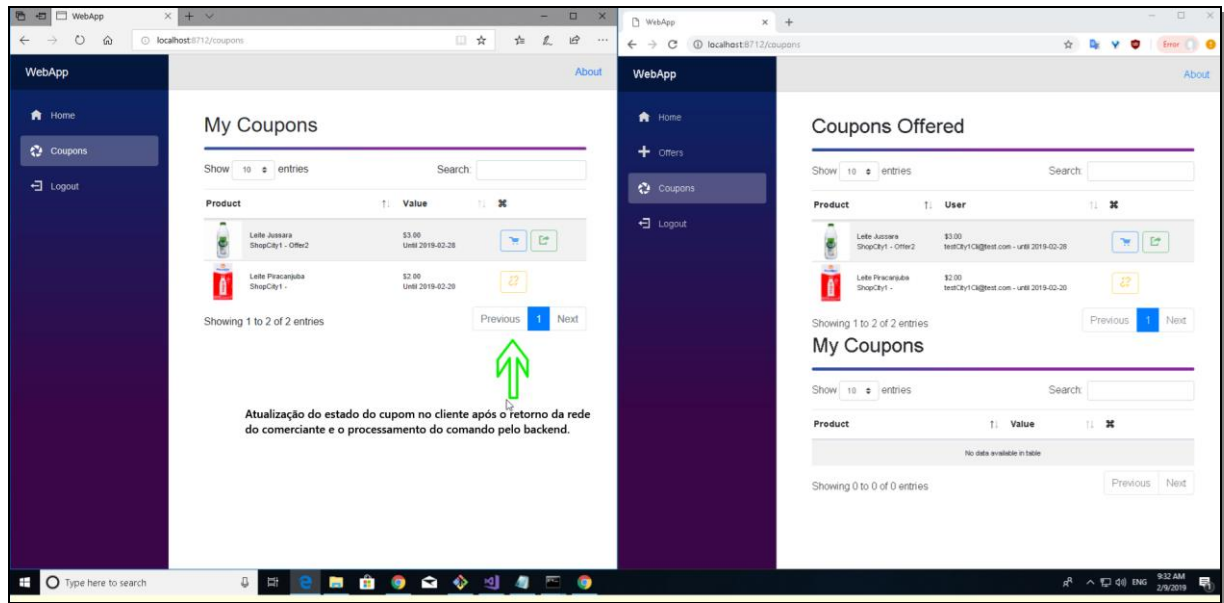 WebApp
localhost:8712/coupons
WebApp
About
Home
Coupons
Logout
My Coupons
Show 10 entries
Search:
Product Value
Leite Jussara
ShopCity1 - Offer2
$3.00
Until 2019-02-28
Leite Piracanjuba
ShopCity1 -
$2.00
Until 2019-02-20
Showing 1 to 2 of 2 entries
Previous 1 Next
Atualização do estado do cupom no cliente após o retorno da rede
do comerciante e o processamento do comando pelo backend.
WebApp
localhost:8712/coupons
Error
WebApp
About
Home
Offers
Coupons
Logout
Coupons Offered
Show 10 entries
Search:
Product User
Leite Jussara
ShopCity1 - Offer2
$3.00
testCity1Cli@test.com - until 2019-02-28
Leite Piracanjuba
ShopCity1 -
$2.00
testCity1Cli@test.com - until 2019-02-20
Showing 1 to 2 of 2 entries
Previous 1 Next
My Coupons
Show 10 entries
Search:
Product Value
No data available in table
Showing 0 to 0 of 0 entries
Previous Next
Type here to search
ENG
9:32 AM
2/9/2019